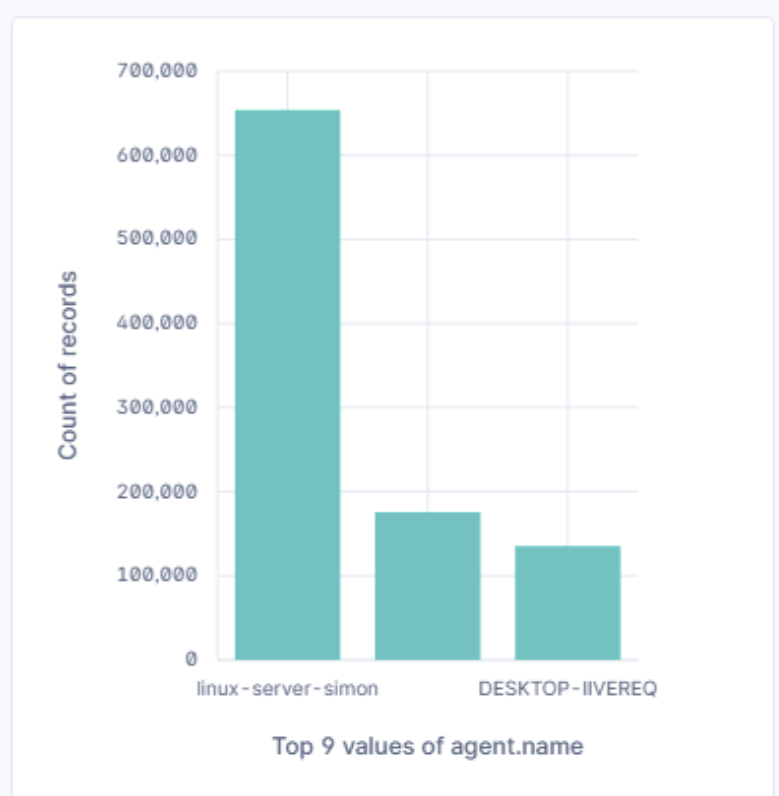 700,000
600,000
500,000
400,000
300,000
200,000
100,000
0
Count of records
linux-server-simon
DESKTOP-IIVEREQ
Top 9 values of agent.name